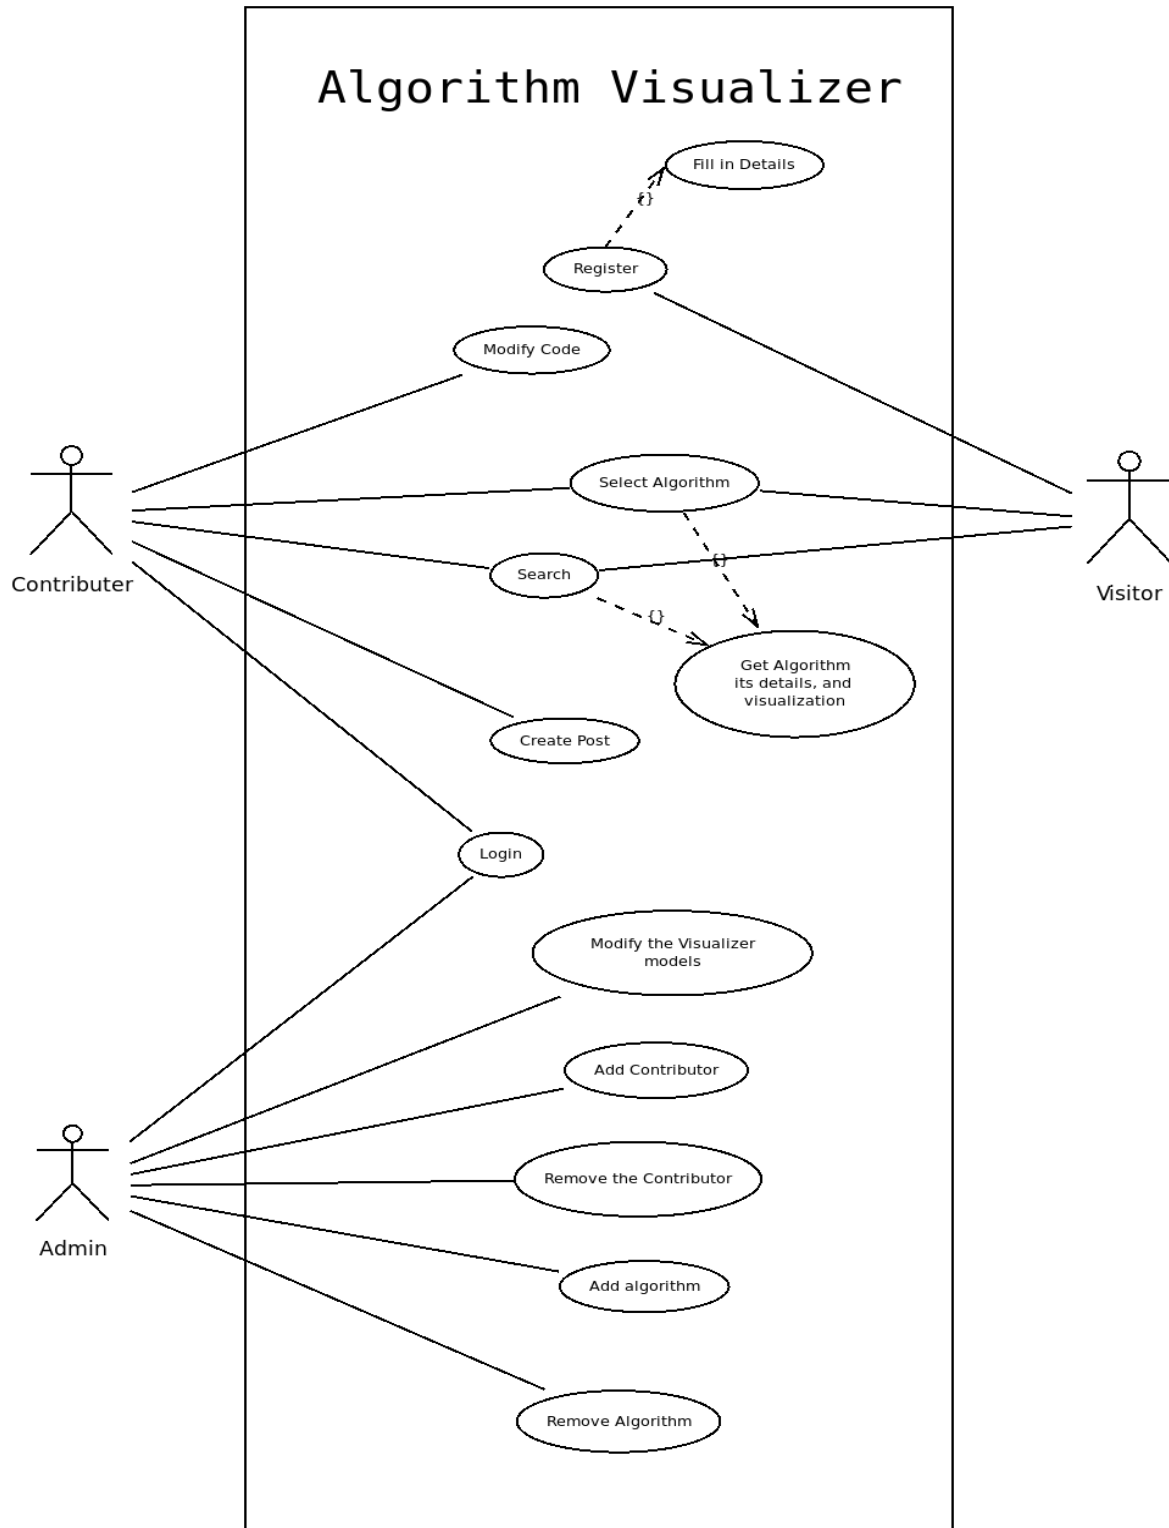 Algorithm Visualizer
Fill in Details
{}
Register
Modify Code
Select Algorithm
{}
Search
Contributer
Visitor
{}
Get Algorithm
its details, and
visualization
Create Post
Login
Modify the Visualizer
models
Add Contributor
Remove the Contributor
Admin
Add algorithm
Remove Algorithm